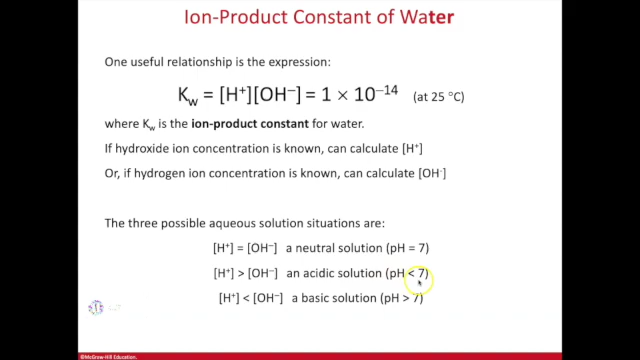 Ion-Product Constant of Water
One useful relationship is the expression:
K_w = [H⁺][OH⁻] = 1 × 10⁻¹⁴ (at 25 °C)
where K_w is the ion-product constant for water.
If hydroxide ion concentration is known, can calculate [H⁺]
Or, if hydrogen ion concentration is known, can calculate [OH⁻]
The three possible aqueous solution situations are:
[H⁺] = [OH⁻] a neutral solution (pH = 7)
[H⁺] > [OH⁻] an acidic solution (pH < 7)
[H⁺] < [OH⁻] a basic solution (pH > 7)
©McGraw-Hill Education.